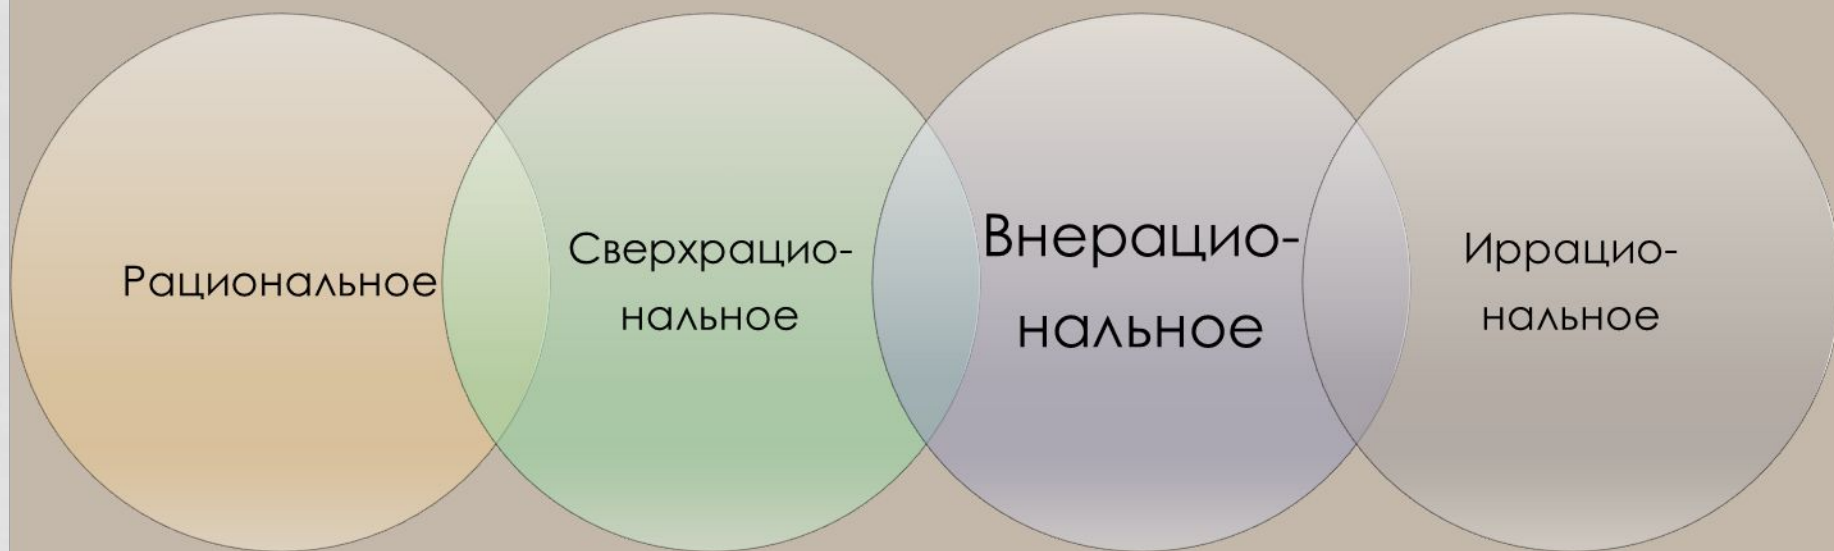 Рациональное
Сверхрацио-
нальное
Внерацио-
нальное
Иррацио-
нальное